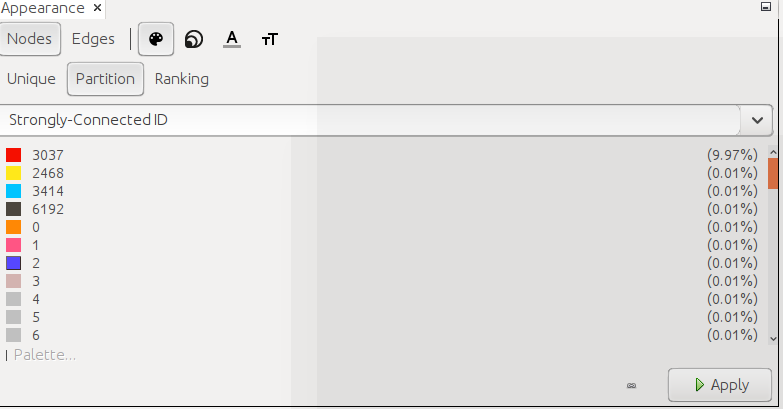 Appearance ×
Nodes Edges A TT
Unique Partition Ranking
Strongly-Connected ID
3037 (9.97%)
2468 (0.01%)
3414 (0.01%)
6192 (0.01%)
0 (0.01%)
1 (0.01%)
2 (0.01%)
3 (0.01%)
4 (0.01%)
5 (0.01%)
6 (0.01%)
Palette...
Apply